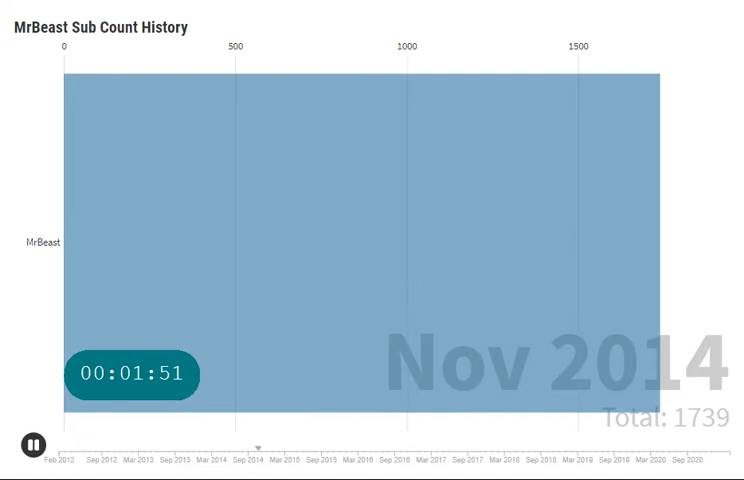 MrBeast Sub Count History
0 500 1000 1500
MrBeast
Nov 2014
00:01:51
Total: 1739
Feb 2012 Sep 2012 Mar 2013 Sep 2013 Mar 2014 Sep 2014 Mar 2015 Sep 2015 Mar 2016 Sep 2016 Mar 2017 Sep 2017 Mar 2018 Sep 2018 Mar 2019 Sep 2019 Mar 2020 Sep 2020